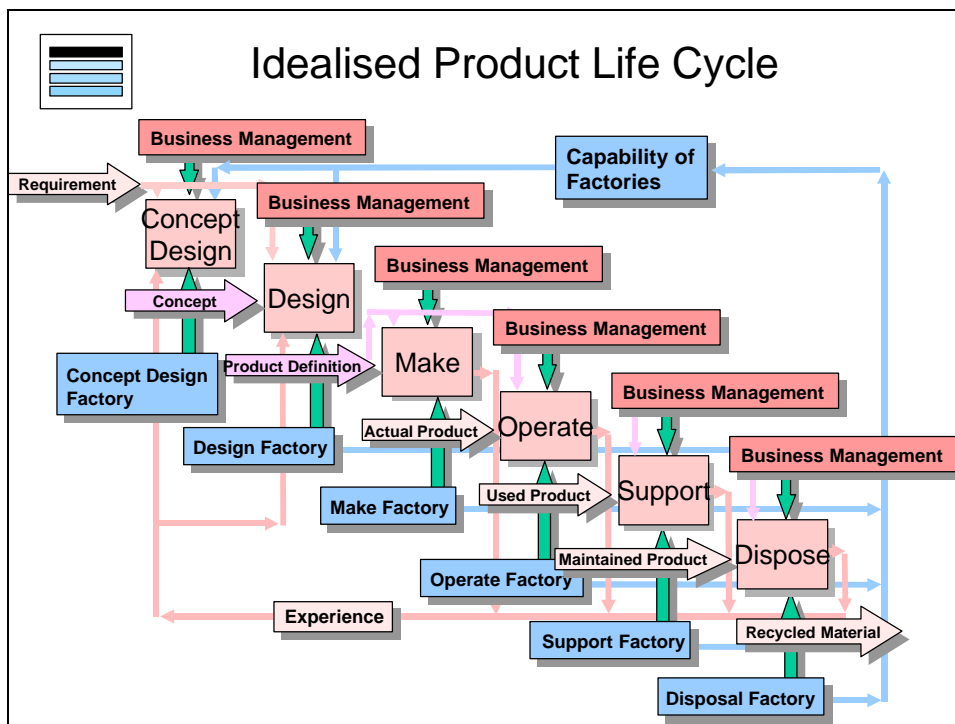 Idealised Product Life Cycle
Business Management
Capability of
Factories
Requirement
Business Management
Concept
Design
Business Management
Design
Concept
Business Management
Make
Product Definition
Concept Design
Factory
Business Management
Operate
Actual Product
Design Factory
Business Management
Support
Used Product
Make Factory
Dispose
Maintained Product
Operate Factory
Experience
Recycled Material
Support Factory
Disposal Factory